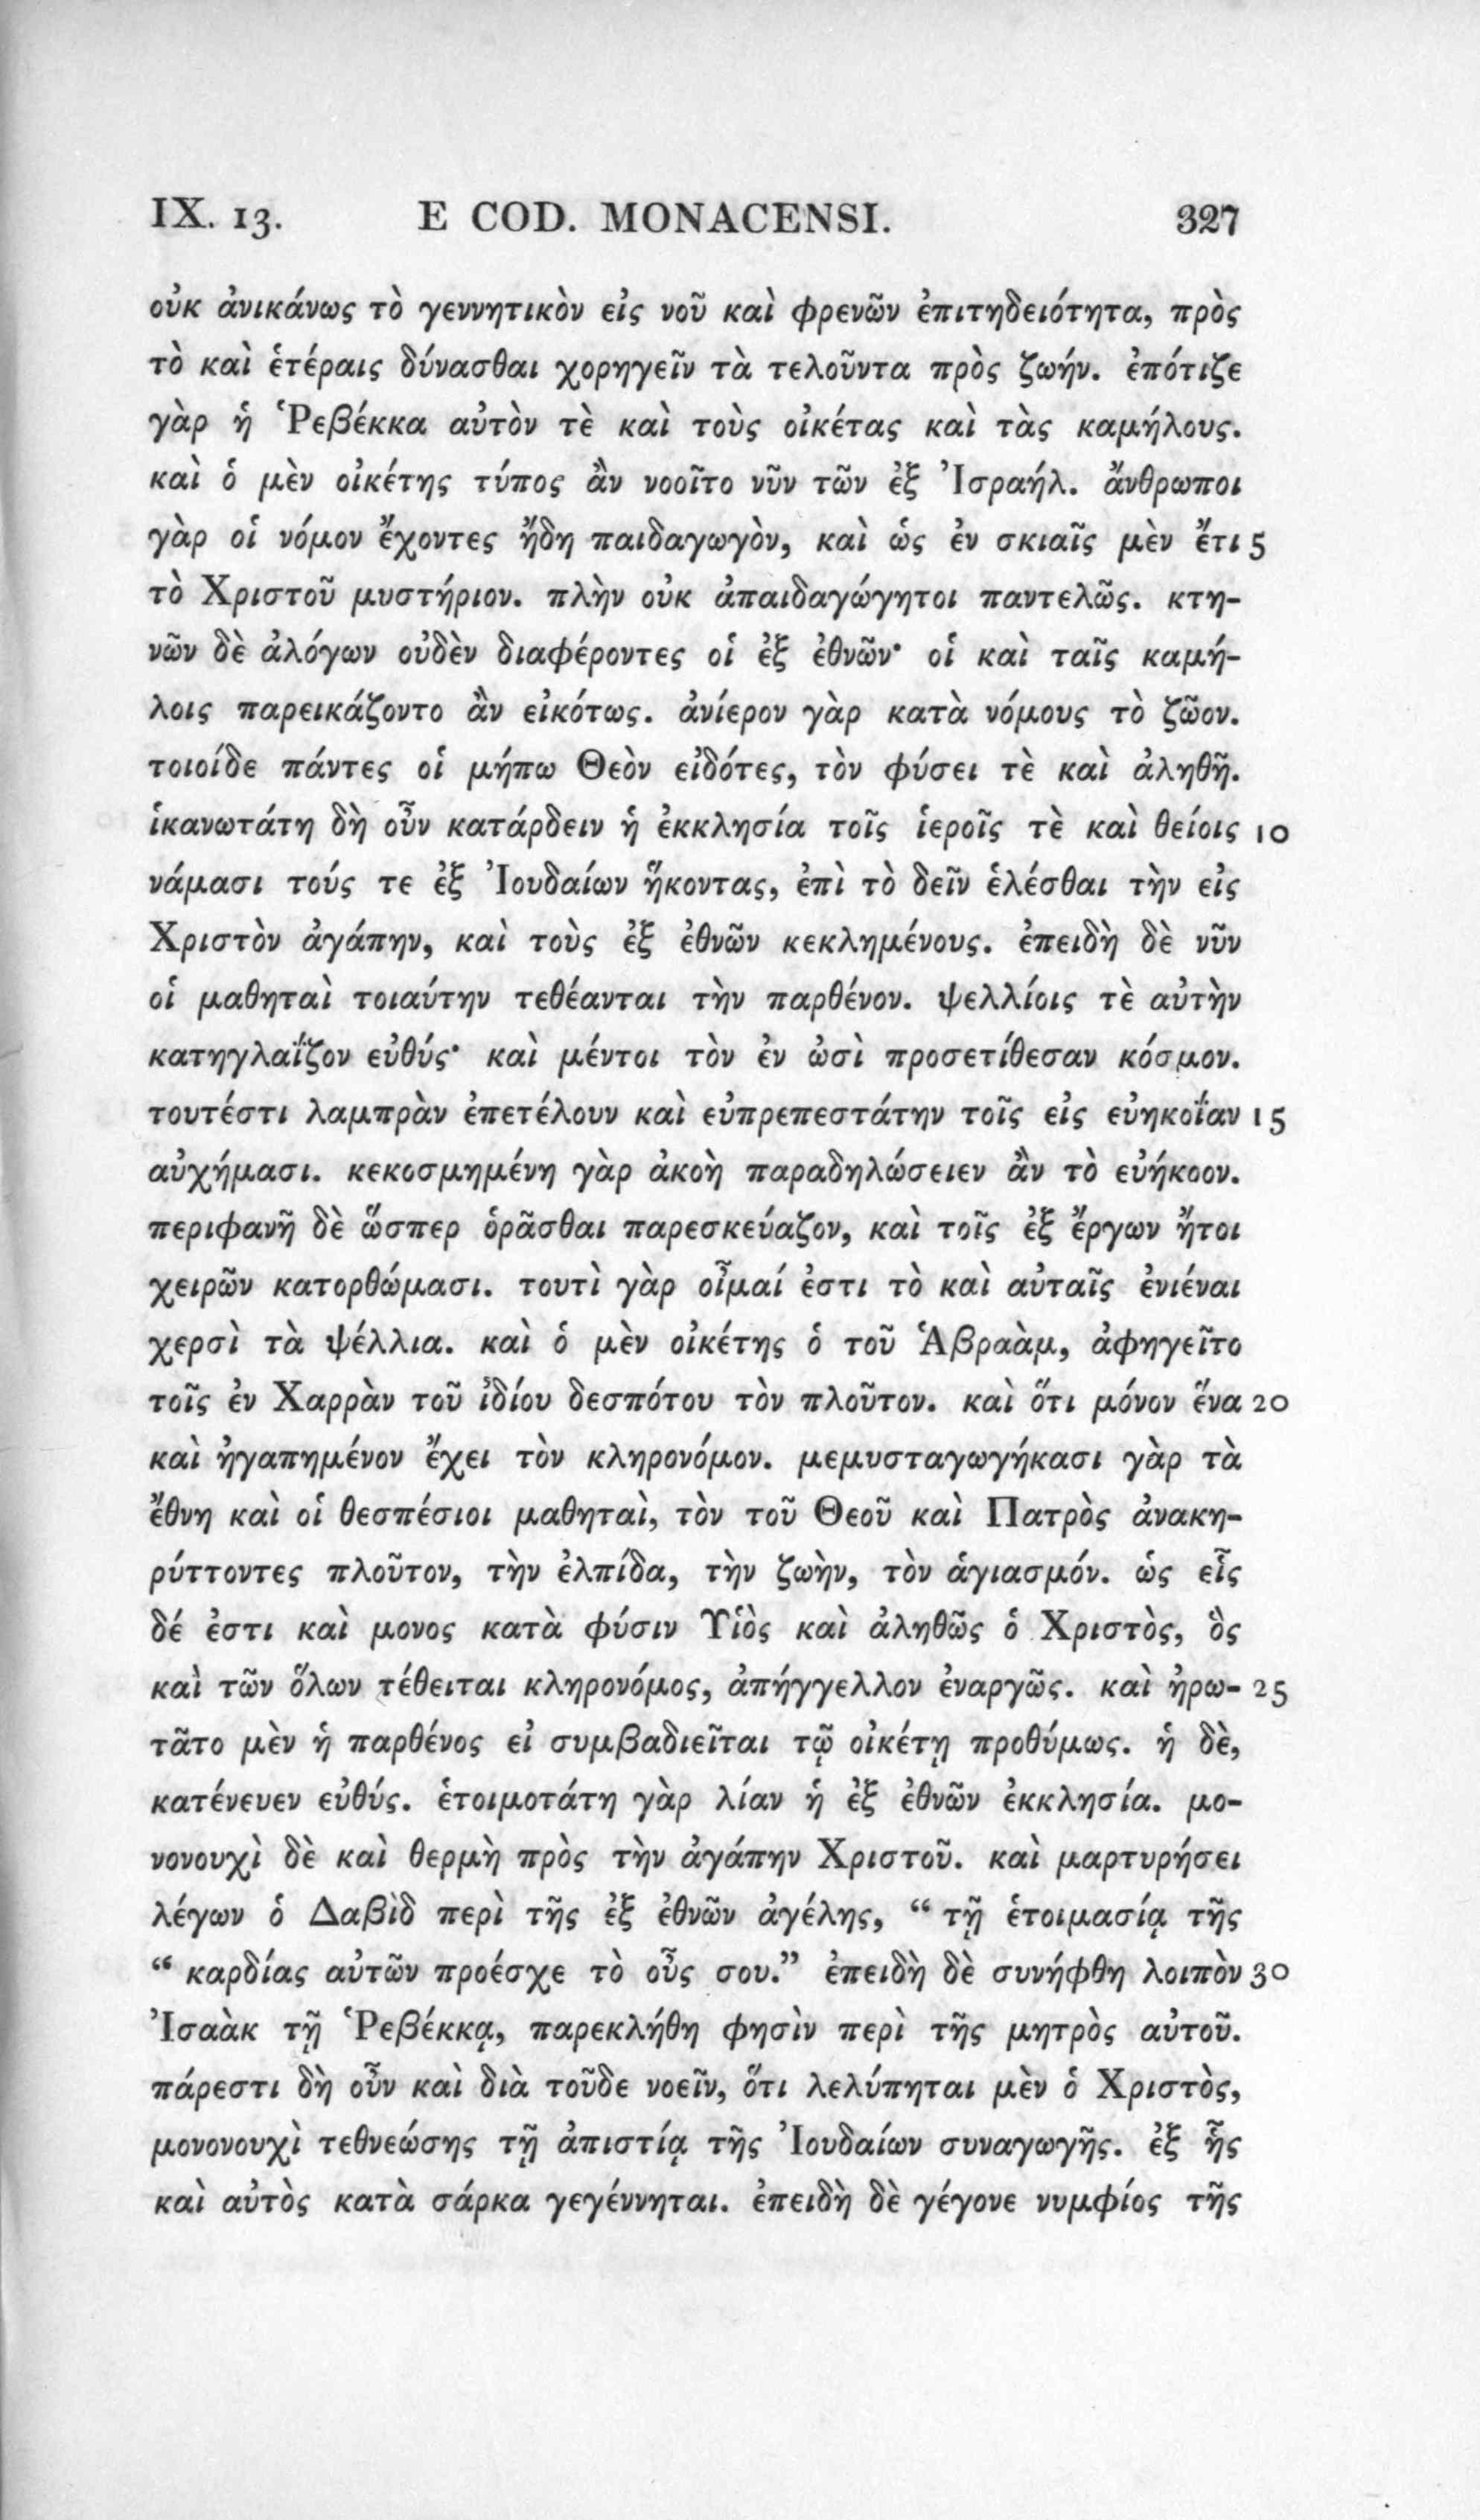 IX. 13. E COD. MONACENSI. 327
οὐκ ἀνικάνως τὸ γεννητικὸν εἰς νοῦ καὶ φρενῶν ἐπιτηδειότητα, πρὸς
τὸ καὶ ἑτέραις δύνασθαι χορηγεῖν τὰ τελοῦντα πρὸς ζωήν. ἐπότιζε
γὰρ ἡ Ῥεβέκκα αὐτὸν τὲ καὶ τοὺς οἰκέτας καὶ τὰς καμήλους.
καὶ ὁ μὲν οἰκέτης τύπος ἂν νοοῖτο νῦν τῶν ἐξ Ἰσραήλ. ἄνθρωποι
γὰρ οἱ νόμον ἔχοντες ἤδη παιδαγωγὸν, καὶ ὡς ἐν σκιαῖς μὲν ἔτι 5
τὸ Χριστοῦ μυστήριον. πλὴν οὐκ ἀπαιδαγώγητοι παντελῶς. κτη-
νῶν δὲ ἀλόγων οὐδὲν διαφέροντες οἱ ἐξ ἐθνῶν· οἱ καὶ ταῖς καμή-
λοις παρεικάζοντο ἂν εἰκότως. ἀνίερον γὰρ κατὰ νόμους τὸ ζῶον.
τοιοίδε πάντες οἱ μήπω Θεὸν εἰδότες, τὸν φύσει τὲ καὶ ἀληθῆ.
ἱκανωτάτη δὴ οὖν κατάρδειν ἡ ἐκκλησία τοῖς ἱεροῖς τὲ καὶ θείοις 10
νάμασι τούς τε ἐξ Ἰουδαίων ἥκοντας, ἐπὶ τὸ δεῖν ἑλέσθαι τὴν εἰς
Χριστὸν ἀγάπην, καὶ τοὺς ἐξ ἐθνῶν κεκλημένους. ἐπειδὴ δὲ νῦν
οἱ μαθηταὶ τοιαύτην τεθέανται τὴν παρθένον. ψελλίοις τὲ αὐτὴν
κατηγλαΐζον εὐθύς· καὶ μέντοι τὸν ἐν ὠσὶ προσετίθεσαν κόσμον.
τουτέστι λαμπρὰν ἐπετέλουν καὶ εὐπρεπεστάτην τοῖς εἰς εὐηκοΐαν 15
αὐχήμασι. κεκοσμημένη γὰρ ἀκοὴ παραδηλώσειεν ἂν τὸ εὐήκοον.
περιφανῆ δὲ ὥσπερ ὁρᾶσθαι παρεσκεύαζον, καὶ τοῖς ἐξ ἔργων ἤτοι
χειρῶν κατορθώμασι. τουτὶ γὰρ οἶμαί ἐστι τὸ καὶ αὐταῖς ἐνιέναι
χερσὶ τὰ ψέλλια. καὶ ὁ μὲν οἰκέτης ὁ τοῦ Ἁβραὰμ, ἀφηγεῖτο
τοῖς ἐν Χαρρὰν τοῦ ἰδίου δεσπότου τὸν πλοῦτον. καὶ ὅτι μόνον ἕνα 20
καὶ ἠγαπημένον ἔχει τὸν κληρονόμον. μεμυσταγωγήκασι γὰρ τὰ
ἔθνη καὶ οἱ θεσπέσιοι μαθηταὶ, τὸν τοῦ Θεοῦ καὶ Πατρὸς ἀνακη-
ρύττοντες πλοῦτον, τὴν ἐλπίδα, τὴν ζωὴν, τὸν ἁγιασμόν. ὡς εἷς
δέ ἐστι καὶ μονος κατὰ φύσιν Υἱὸς καὶ ἀληθῶς ὁ Χριστὸς, ὃς
καὶ τῶν ὅλων τέθειται κληρονόμος, ἀπήγγελλον ἐναργῶς. καὶ ἠρω- 25
τᾶτο μὲν ἡ παρθένος εἰ συμβαδιεῖται τῷ οἰκέτῃ προθύμως. ἡ δὲ,
κατένευεν εὐθύς. ἑτοιμοτάτη γὰρ λίαν ἡ ἐξ ἐθνῶν ἐκκλησία. μο-
νονουχὶ δὲ καὶ θερμὴ πρὸς τὴν ἀγάπην Χριστοῦ. καὶ μαρτυρήσει
λέγων ὁ Δαβὶδ περὶ τῆς ἐξ ἐθνῶν ἀγέλης, “ τῇ ἑτοιμασίᾳ τῆς
“ καρδίας αὐτῶν προέσχε τὸ οὖς σου.” ἐπειδὴ δὲ συνήφθη λοιπὸν 30
Ἰσαὰκ τῇ Ῥεβέκκᾳ, παρεκλήθη φησὶν περὶ τῆς μητρὸς αὐτοῦ.
πάρεστι δὴ οὖν καὶ διὰ τοῦδε νοεῖν, ὅτι λελύπηται μὲν ὁ Χριστὸς,
μονονουχὶ τεθνεώσης τῇ ἀπιστίᾳ τῆς Ἰουδαίων συναγωγῆς. ἐξ ἧς
καὶ αὐτὸς κατὰ σάρκα γεγέννηται. ἐπειδὴ δὲ γέγονε νυμφίος τῆς